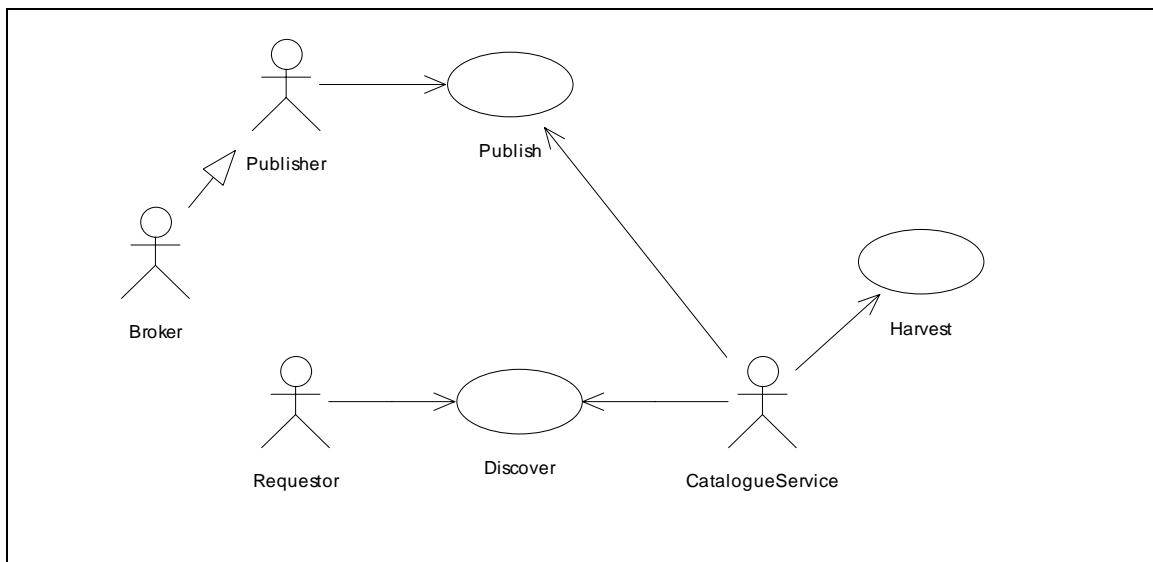 Publish
Publisher
Harvest
Broker
Discover
Requestor
CatalogueService